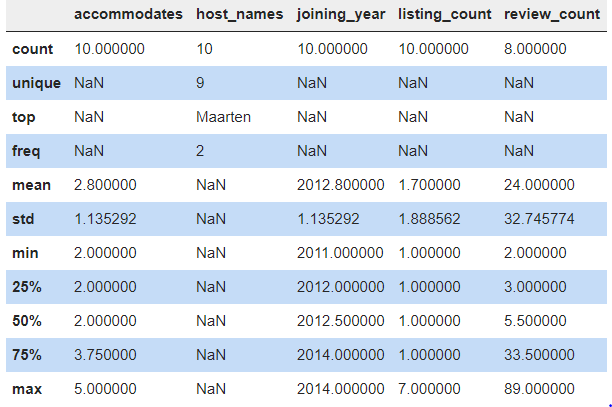 accommodates host_names joining_year listing_count review_count
count 10.000000 10 10.000000 10.000000 8.000000
unique NaN 9 NaN NaN NaN
top NaN Maarten NaN NaN NaN
freq NaN 2 NaN NaN NaN
mean 2.800000 NaN 2012.800000 1.700000 24.000000
std 1.135292 NaN 1.135292 1.888562 32.745774
min 2.000000 NaN 2011.000000 1.000000 2.000000
25% 2.000000 NaN 2012.000000 1.000000 3.000000
50% 2.000000 NaN 2012.500000 1.000000 5.500000
75% 3.750000 NaN 2014.000000 1.000000 33.500000
max 5.000000 NaN 2014.000000 7.000000 89.000000